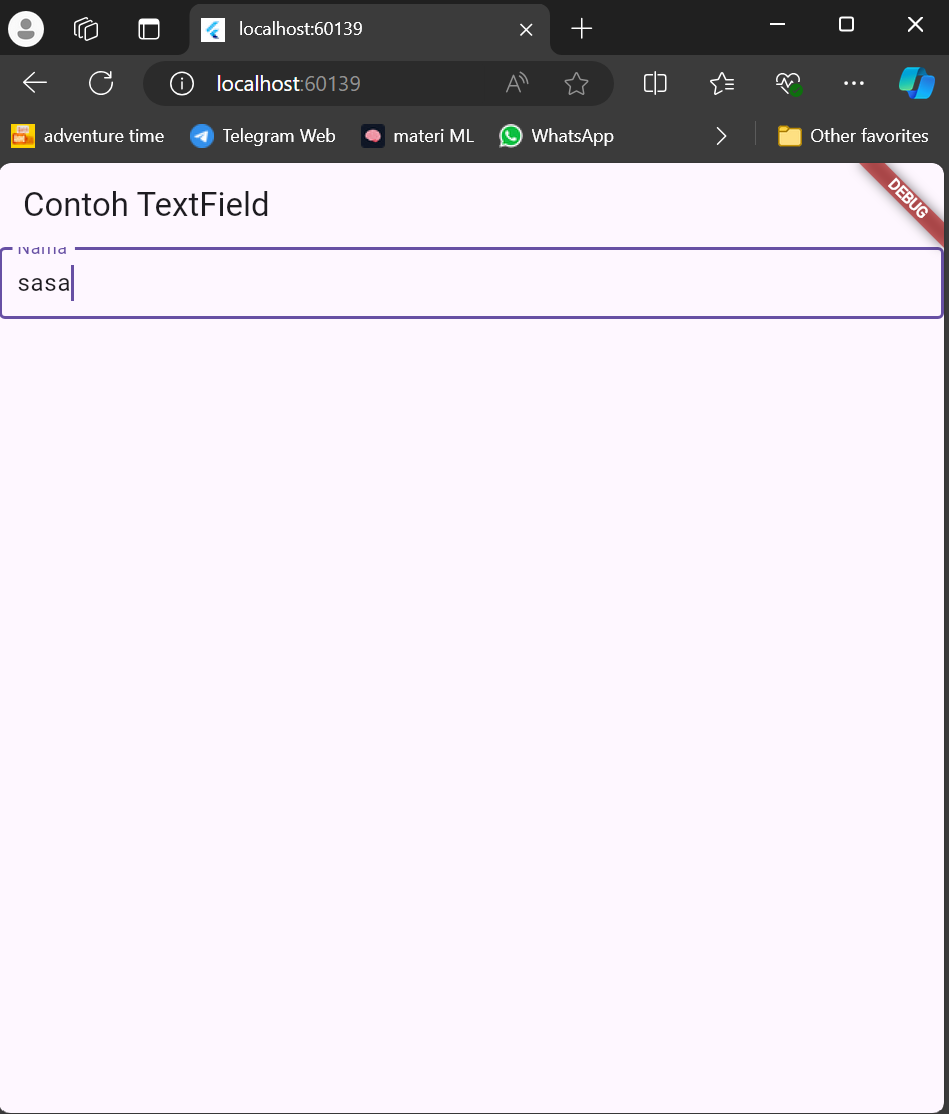 localhost:60139
localhost:60139
adventure time
Telegram Web
materi ML
WhatsApp
Other favorites
Contoh TextField
DEBUG
Nama
sasa